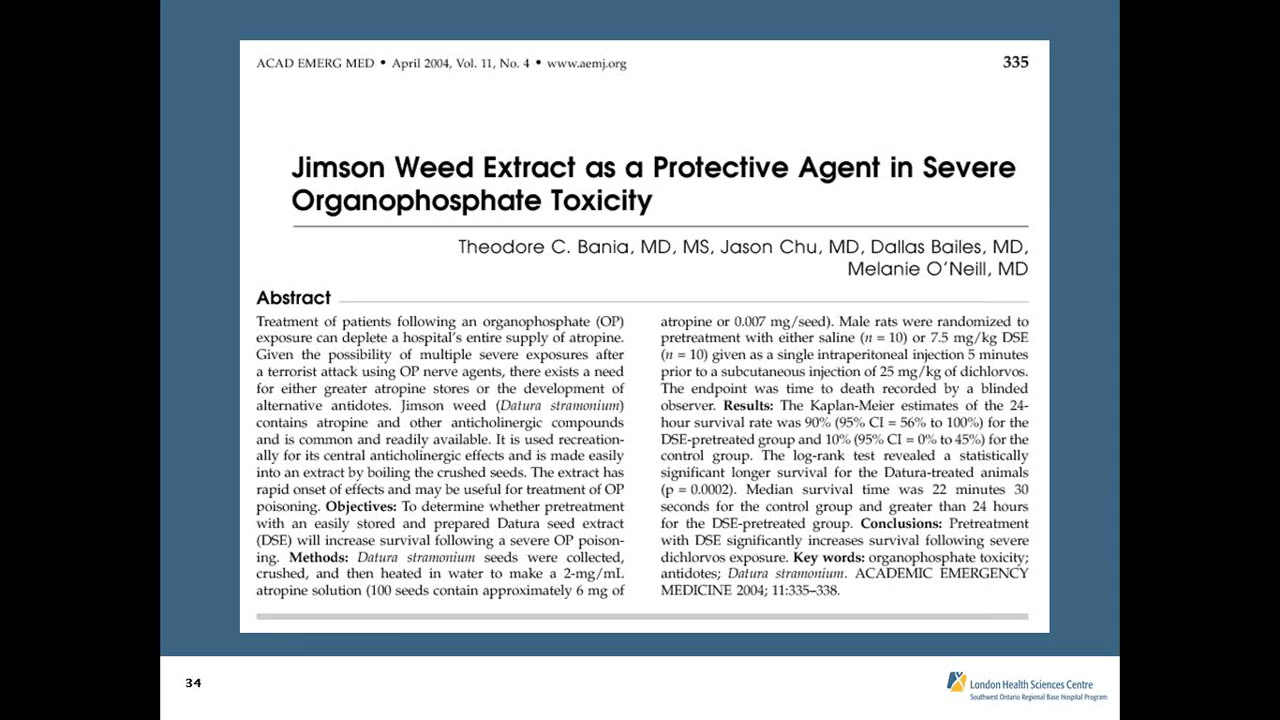 ACAD EMERG MED • April 2004, Vol. 11, No. 4 • www.aemj.org
335
Jimson Weed Extract as a Protective Agent in Severe
Organophosphate Toxicity
Theodore C. Bania, MD, MS, Jason Chu, MD, Dallas Bailes, MD,
Melanie O'Neill, MD
Abstract
Treatment of patients following an organophosphate (OP)
exposure can deplete a hospital's entire supply of atropine.
Given the possibility of multiple severe exposures after
a terrorist attack using OP nerve agents, there exists a need
for either greater atropine stores or the development of
alternative antidotes. Jimson weed (Datura stramonium)
contains atropine and other anticholinergic compounds
and is common and readily available. It is used recreation-
ally for its central anticholinergic effects and is made easily
into an extract by boiling the crushed seeds. The extract has
rapid onset of effects and may be useful for treatment of OP
poisoning. Objectives: To determine whether pretreatment
with an easily stored and prepared Datura seed extract
(DSE) will increase survival following a severe OP poison-
ing. Methods: Datura stramonium seeds were collected,
crushed, and then heated in water to make a 2-mg/mL
atropine solution (100 seeds contain approximately 6 mg of
atropine or 0.007 mg/seed). Male rats were randomized to
pretreatment with either saline (n = 10) or 7.5 mg/kg DSE
(n = 10) given as a single intraperitoneal injection 5 minutes
prior to a subcutaneous injection of 25 mg/kg of dichlorvos.
The endpoint was time to death recorded by a blinded
observer. Results: The Kaplan-Meier estimates of the 24-
hour survival rate was 90% (95% CI = 56% to 100%) for the
DSE-pretreated group and 10% (95% CI = 0% to 45%) for the
control group. The log-rank test revealed a statistically
significant longer survival for the Datura-treated animals
(p = 0.0002). Median survival time was 22 minutes 30
seconds for the control group and greater than 24 hours
for the DSE-pretreated group. Conclusions: Pretreatment
with DSE significantly increases survival following severe
dichlorvos exposure. Key words: organophosphate toxicity;
antidotes; Datura stramonium. ACADEMIC EMERGENCY
MEDICINE 2004; 11:335–338.
34
London Health Sciences Centre
Southwest Ontario Regional Base Hospital Program